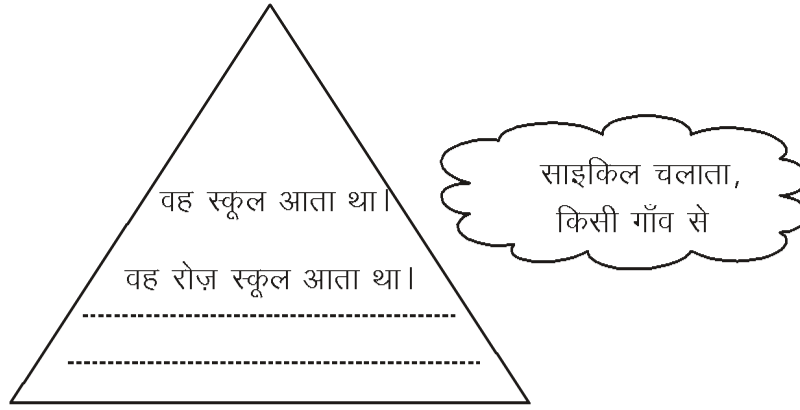 वह स्कूल आता था।
वह रोज़ स्कूल आता था।
साइकिल चलाता,
किसी गाँव से